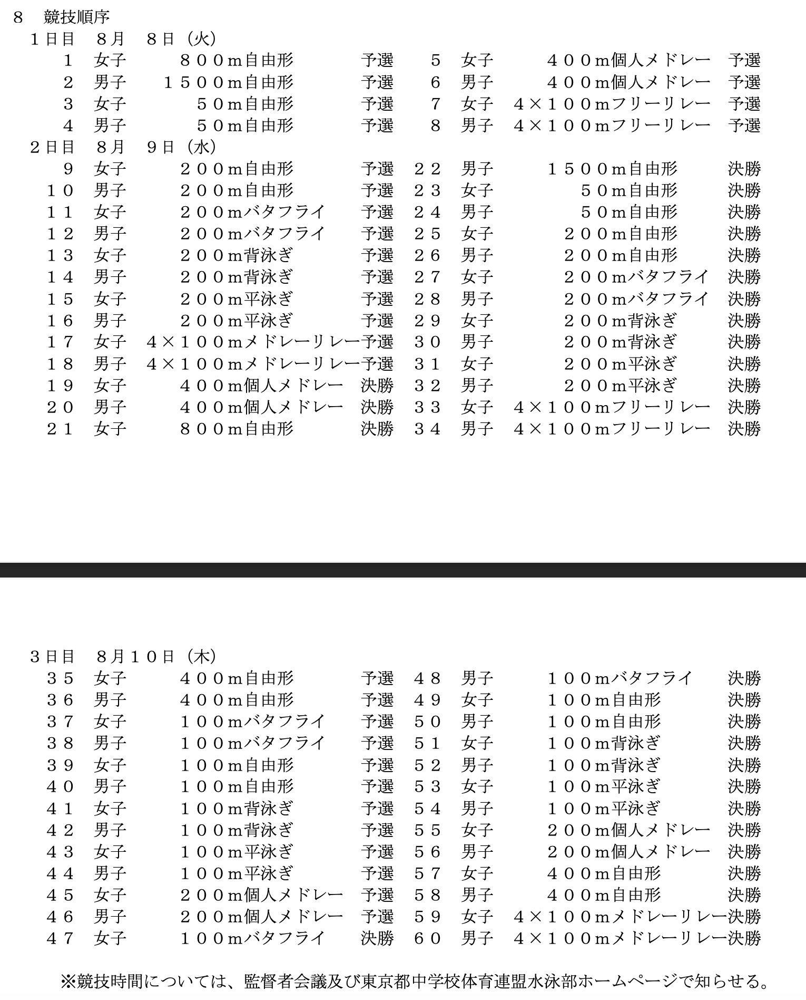 ８　競技順序
１日目　８月　８日（火）
１　女子　８００ｍ自由形　予選　５　女子　４００ｍ個人メドレー　予選
２　男子　１５００ｍ自由形　予選　６　男子　４００ｍ個人メドレー　予選
３　女子　５０ｍ自由形　予選　７　女子　４×１００ｍフリーリレー　予選
４　男子　５０ｍ自由形　予選　８　男子　４×１００ｍフリーリレー　予選
２日目　８月　９日（水）
９　女子　２００ｍ自由形　予選　２２　男子　１５００ｍ自由形　決勝
１０　男子　２００ｍ自由形　予選　２３　女子　５０ｍ自由形　決勝
１１　女子　２００ｍバタフライ　予選　２４　男子　５０ｍ自由形　決勝
１２　男子　２００ｍバタフライ　予選　２５　女子　２００ｍ自由形　決勝
１３　女子　２００ｍ背泳ぎ　予選　２６　男子　２００ｍ自由形　決勝
１４　男子　２００ｍ背泳ぎ　予選　２７　女子　２００ｍバタフライ　決勝
１５　女子　２００ｍ平泳ぎ　予選　２８　男子　２００ｍバタフライ　決勝
１６　男子　２００ｍ平泳ぎ　予選　２９　女子　２００ｍ背泳ぎ　決勝
１７　女子　４×１００ｍメドレーリレー予選　３０　男子　２００ｍ背泳ぎ　決勝
１８　男子　４×１００ｍメドレーリレー予選　３１　女子　２００ｍ平泳ぎ　決勝
１９　女子　４００ｍ個人メドレー　決勝　３２　男子　２００ｍ平泳ぎ　決勝
２０　男子　４００ｍ個人メドレー　決勝　３３　女子　４×１００ｍフリーリレー　決勝
２１　女子　８００ｍ自由形　決勝　３４　男子　４×１００ｍフリーリレー　決勝
３日目　８月１０日（木）
３５　女子　４００ｍ自由形　予選　４８　男子　１００ｍバタフライ　決勝
３６　男子　４００ｍ自由形　予選　４９　女子　１００ｍ自由形　決勝
３７　女子　１００ｍバタフライ　予選　５０　男子　１００ｍ自由形　決勝
３８　男子　１００ｍバタフライ　予選　５１　女子　１００ｍ背泳ぎ　決勝
３９　女子　１００ｍ自由形　予選　５２　男子　１００ｍ背泳ぎ　決勝
４０　男子　１００ｍ自由形　予選　５３　女子　１００ｍ平泳ぎ　決勝
４１　女子　１００ｍ背泳ぎ　予選　５４　男子　１００ｍ平泳ぎ　決勝
４２　男子　１００ｍ背泳ぎ　予選　５５　女子　２００ｍ個人メドレー　決勝
４３　女子　１００ｍ平泳ぎ　予選　５６　男子　２００ｍ個人メドレー　決勝
４４　男子　１００ｍ平泳ぎ　予選　５７　女子　４００ｍ自由形　決勝
４５　女子　２００ｍ個人メドレー　予選　５８　男子　４００ｍ自由形　決勝
４６　男子　２００ｍ個人メドレー　予選　５９　女子　４×１００ｍメドレーリレー決勝
４７　女子　１００ｍバタフライ　決勝　６０　男子　４×１００ｍメドレーリレー決勝
※競技時間については、監督者会議及び東京都中学校体育連盟水泳部ホームページで知らせる。